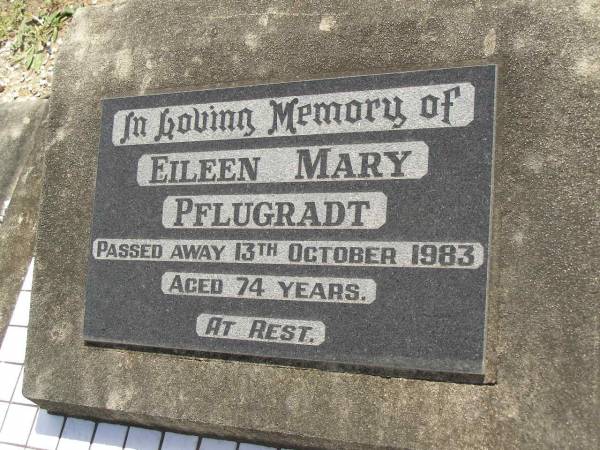 In Loving Memory of
EILEEN MARY
PFLUGRADT
PASSED AWAY 13TH OCTOBER 1983
AGED 74 YEARS.
AT REST.